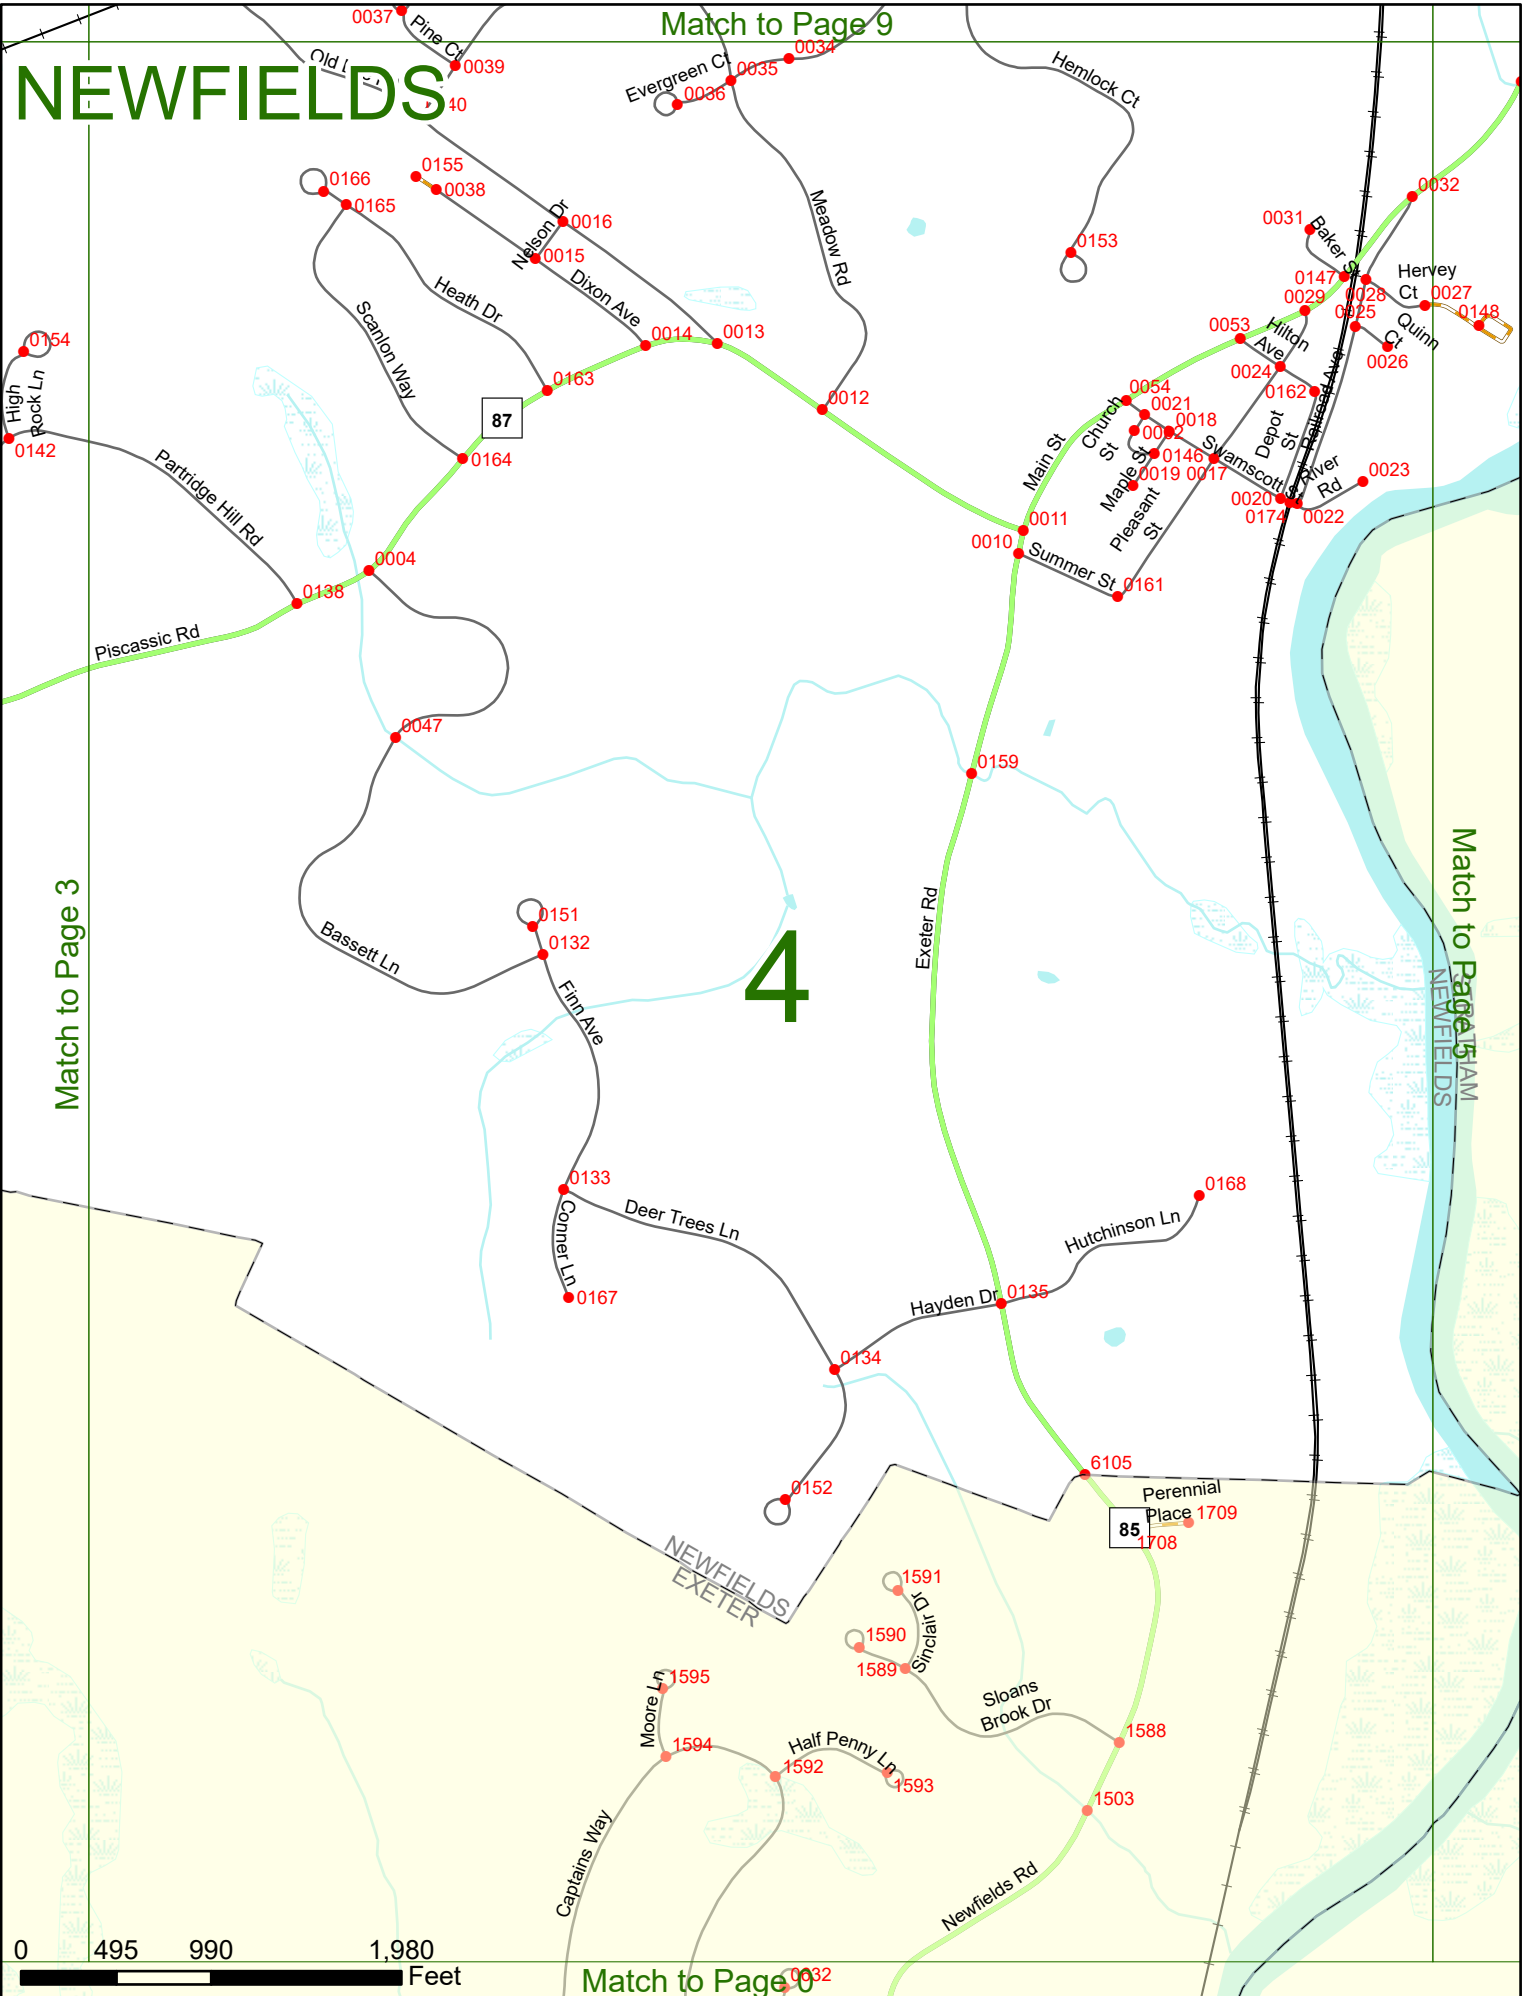 Match to Page 9
NEWFIELDS
0037
Pine Ct
0039
Old
40
Evergreen Ct
0034
0035
0036
Hemlock Ct
0155
0038
0166
0165
Nelson Dr
0016
0015
Meadow Rd
0153
0032
0031
Baker St
0147
0028
Hervey
Ct
0027
0148
0029
0025
Quinn
Ct
0026
0053
Hilton
Ave
0024
0162
Heath Dr
Dixon Ave
0014
0013
Scanlon Way
0154
High
Rock Ln
0142
0163
87
0012
0164
0054
0021
Church
St
0018
0146
0019
Maple St
Main St
Swamscott St
0017
Depot
St
Railroad Ave
River
Rd
0023
0020
0174
0022
Pleasant
St
Partridge Hill Rd
0011
0010
Summer St
0161
0004
0138
Piscassic Rd
0047
0159
Match to Page 3
Match to Page 5
STRATHAM
NEWFIELDS
Exeter Rd
0151
0132
Bassett Ln
Finn Ave
4
0133
Conner Ln
0167
Deer Trees Ln
0168
Hutchinson Ln
Hayden Dr
0135
0134
0152
6105
Perennial
Place
1709
85
1708
NEWFIELDS
EXETER
1591
Sinclair Dr
1590
1589
Sloans
Brook Dr
1588
Moore Ln
1595
1594
1592
Half Penny Ln
1593
1503
Captains Way
Newfields Rd
0 495 990 1,980
Feet
Match to Page 0
0632